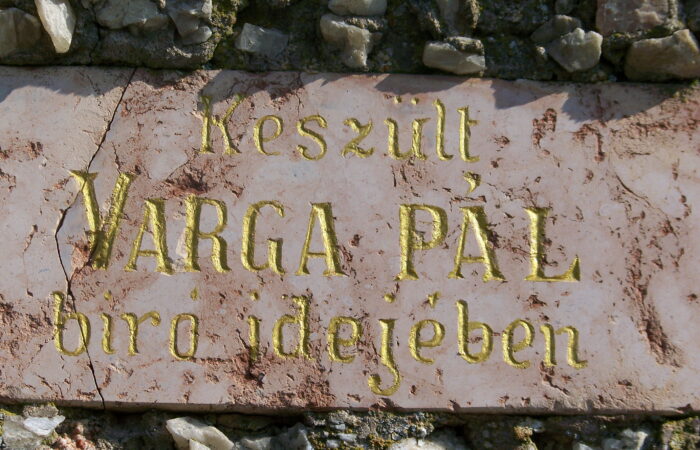 Készült
VARGA PÁL
biró idejében